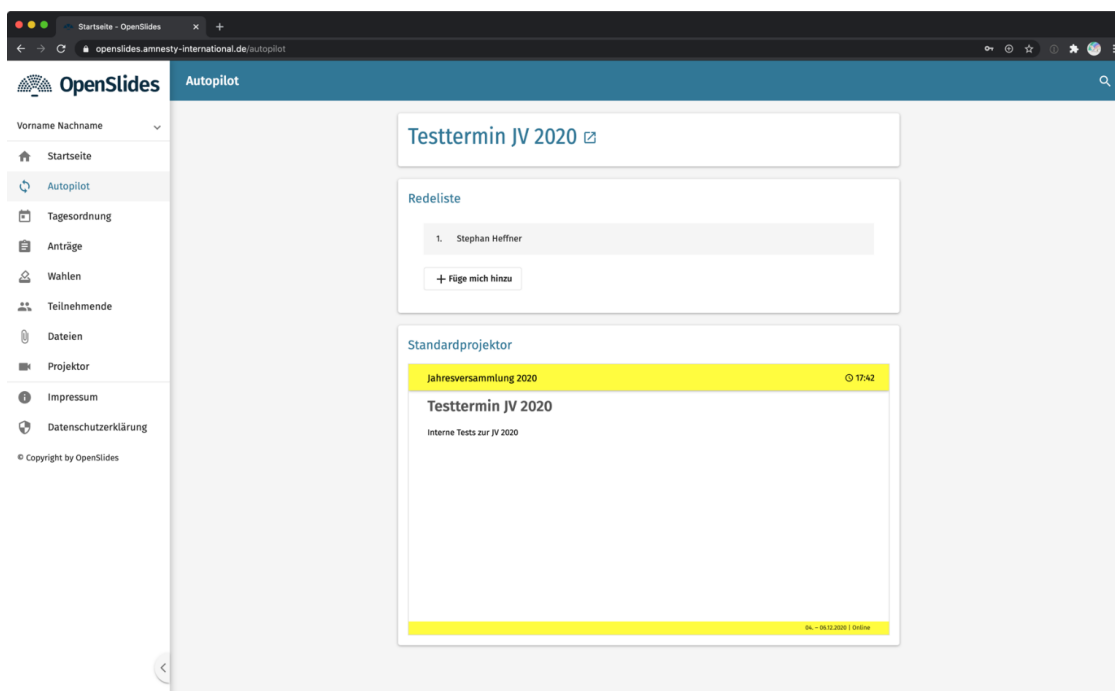 Startseite - OpenSlides
openslides.amnesty-international.de/autopilot
OpenSlides
Autopilot
Vorname Nachname
Startseite
Autopilot
Tagesordnung
Anträge
Wahlen
Teilnehmende
Dateien
Projektor
Impressum
Datenschutzerklärung
© Copyright by OpenSlides
Testtermin JV 2020
Redeliste
1. Stephan Heffner
+ Füge mich hinzu
Standardprojektor
Jahresversammlung 2020 17:42
Testtermin JV 2020
Interne Tests zur JV 2020
04. – 06.12.2020 | Online